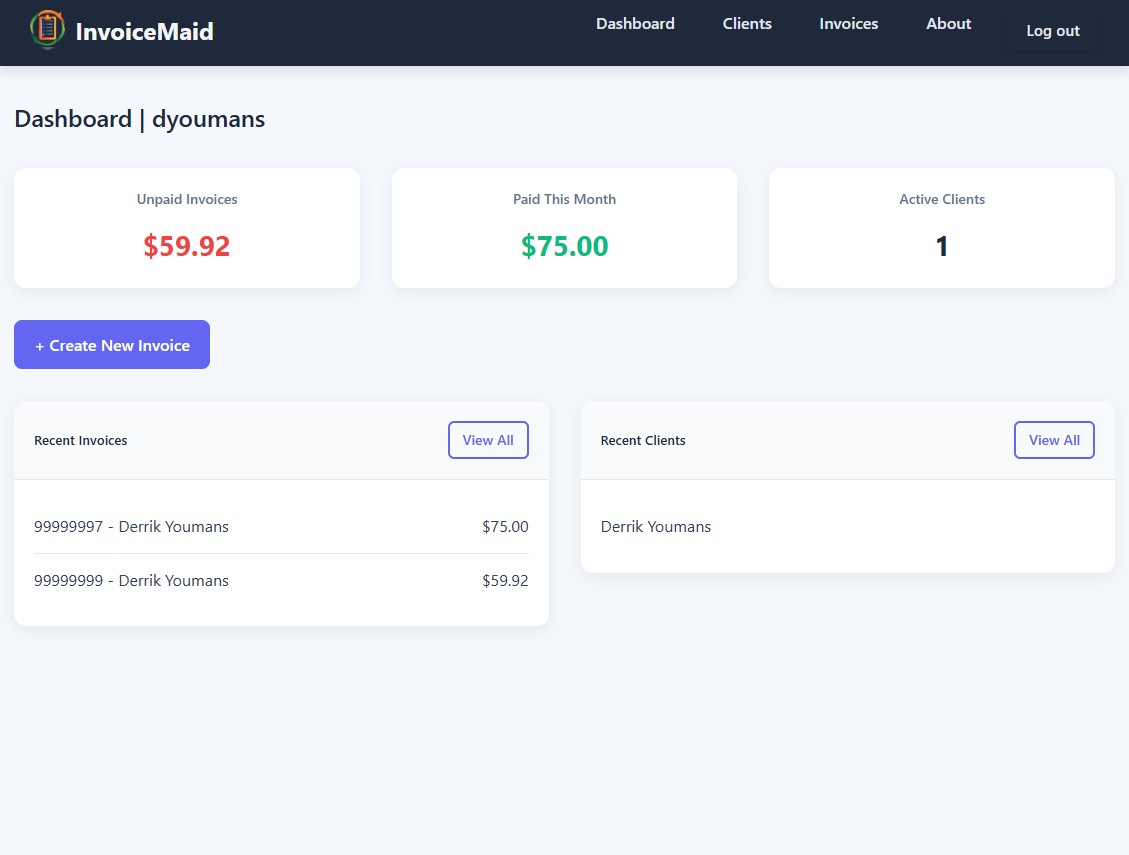 InvoiceMaid
Dashboard Clients Invoices About Log out
Dashboard | dyoumans
Unpaid Invoices
$59.92
Paid This Month
$75.00
Active Clients
1
+ Create New Invoice
Recent Invoices View All
99999997 - Derrik Youmans $75.00
99999999 - Derrik Youmans $59.92
Recent Clients View All
Derrik Youmans